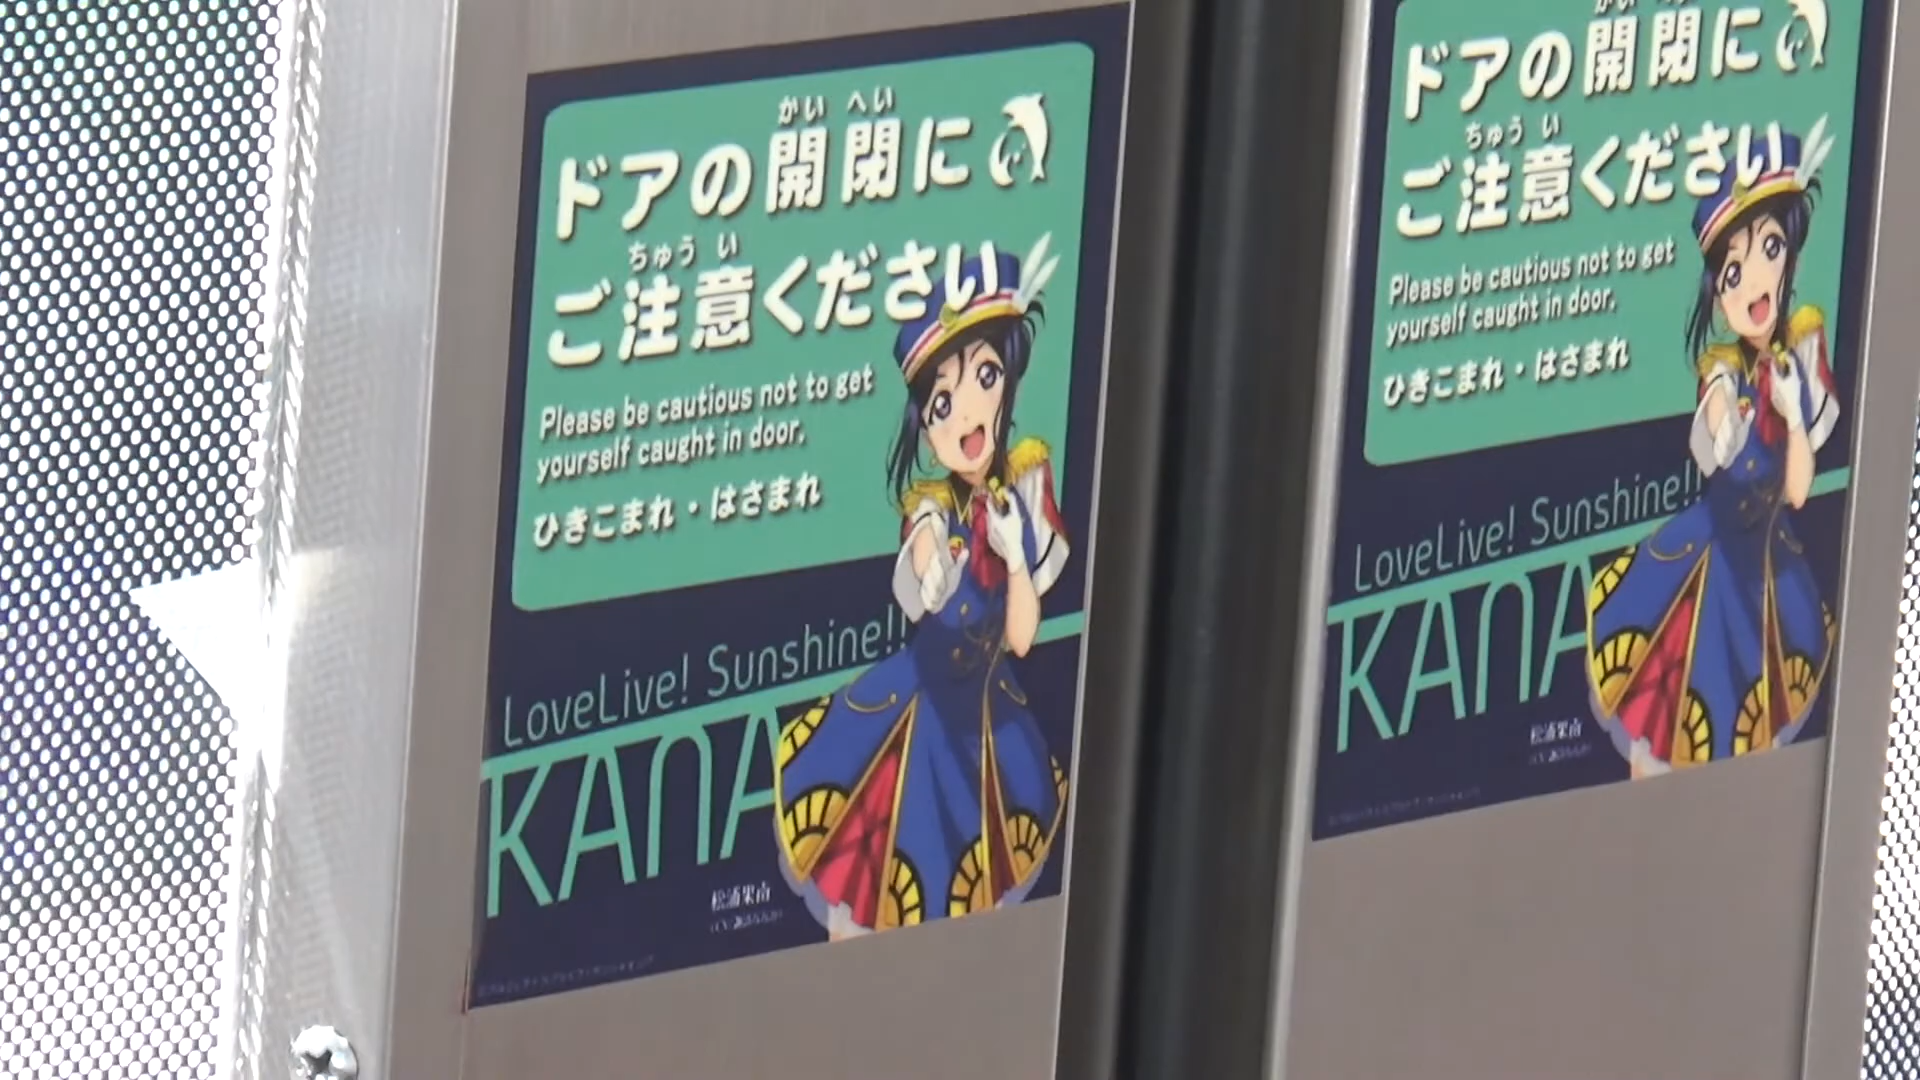 かい へい
ドアの開閉に
ちゅう い
ご注意ください
Please be cautious not to get
yourself caught in door.
ひきこまれ・はさまれ
LoveLive! Sunshine!!
KANA
松浦果南
かい へい
ドアの開閉に
ちゅう い
ご注意ください
Please be cautious not to get
yourself caught in door.
ひきこまれ・はさまれ
LoveLive! Sunshine!!
KANA
松浦果南